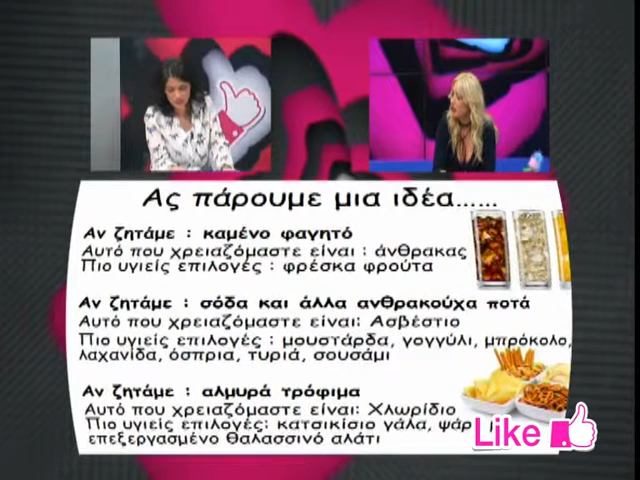 Ας πάρουμε μια ιδέα......
Αν ζητάμε : καμένο φαγητό
Αυτό που χρειαζόμαστε είναι : άνθρακας
Πιο υγιείς επιλογές : φρέσκα φρούτα
Αν ζητάμε : σόδα και άλλα ανθρακούχα ποτά
Αυτό που χρειαζόμαστε είναι: Ασβέστιο
Πιο υγιείς επιλογές : μουστάρδα, γογγύλι, μπρόκολο,
λαχανίδα, όσπρια, τυριά, σουσάμι
Αν ζητάμε : αλμυρά τρόφιμα
Αυτό που χρειαζόμαστε είναι: Χλωρίδιο
Πιο υγιείς επιλογές: κατσικίσιο γάλα,
επεξεργασμένο θαλασσινό αλάτι
Like